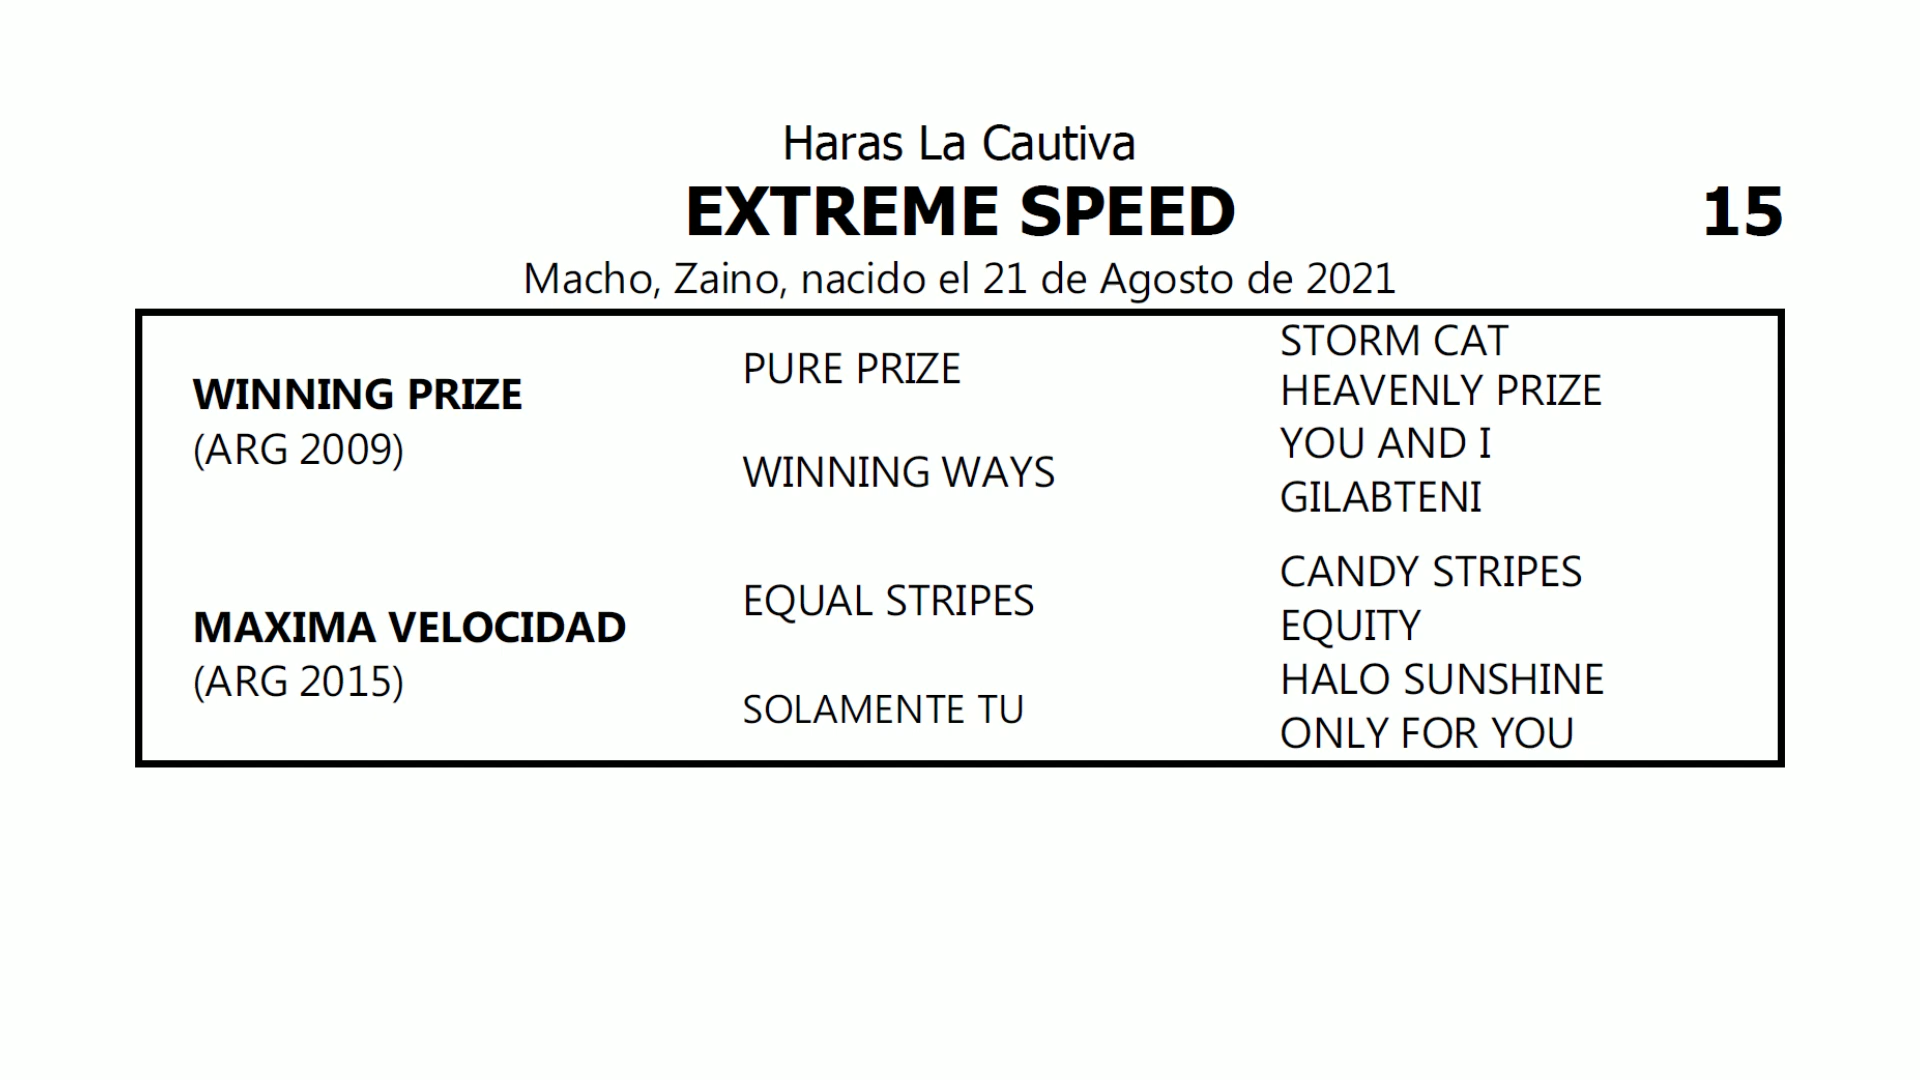 Haras La Cautiva
EXTREME SPEED
15
Macho, Zaino, nacido el 21 de Agosto de 2021
WINNING PRIZE
(ARG 2009)
PURE PRIZE
WINNING WAYS
STORM CAT
HEAVENLY PRIZE
YOU AND I
GILABTENI
MAXIMA VELOCIDAD
(ARG 2015)
EQUAL STRIPES
SOLAMENTE TU
CANDY STRIPES
EQUITY
HALO SUNSHINE
ONLY FOR YOU